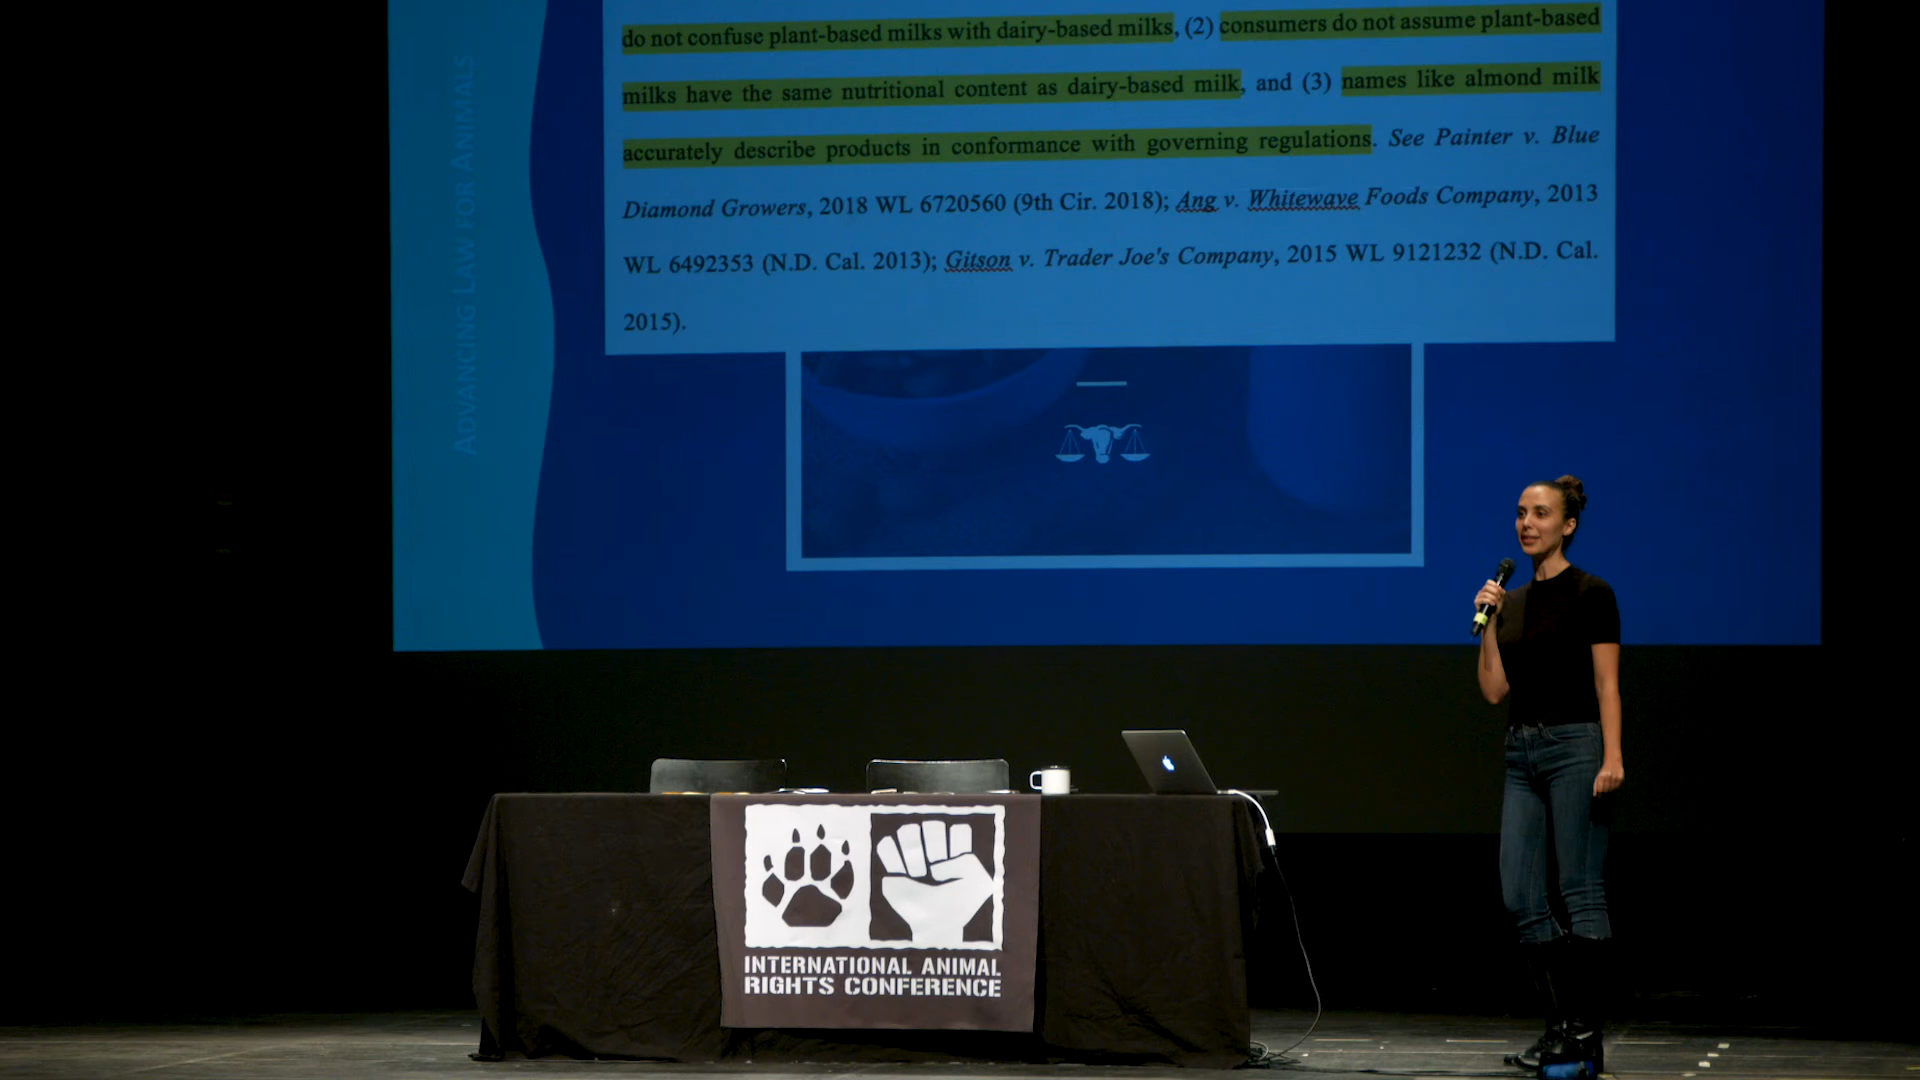 do not confuse plant-based milks with dairy-based milks, (2) consumers do not assume plant-based
milks have the same nutritional content as dairy-based milk, and (3) names like almond milk
accurately describe products in conformance with governing regulations. See Painter v. Blue
Diamond Growers, 2018 WL 6720560 (9th Cir. 2018); Ang v. Whitewave Foods Company, 2013
WL 6492353 (N.D. Cal. 2013); Gitson v. Trader Joe's Company, 2015 WL 9121232 (N.D. Cal.
2015).
ADVANCING LAW FOR ANIMALS
INTERNATIONAL ANIMAL
RIGHTS CONFERENCE